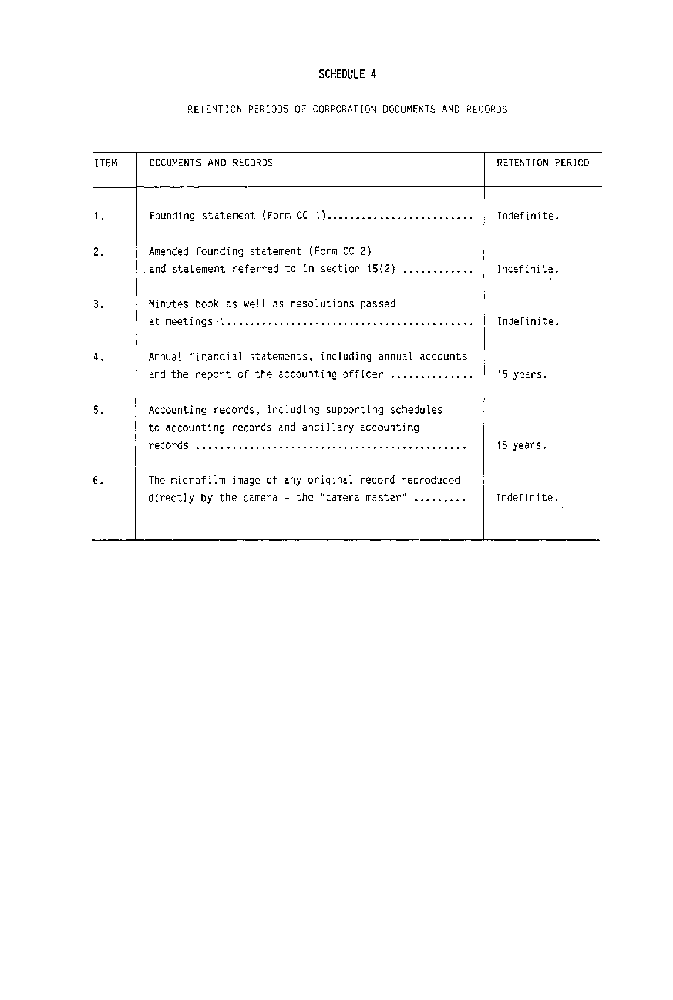 SCHEDULE 4
RETENTION PERIODS OF CORPORATION DOCUMENTS AND RECORDS
ITEM DOCUMENTS AND RECORDS RETENTION PERIOD
1. Founding statement (Form CC 1)......................... Indefinite.
2. Amended founding statement (Form CC 2)
and statement referred to in section 15(2) ............ Indefinite.
3. Minutes book as well as resolutions passed
at meetings ........................................... Indefinite.
4. Annual financial statements, including annual accounts
and the report of the accounting officer .............. 15 years.
5. Accounting records, including supporting schedules
to accounting records and ancillary accounting
records .............................................. 15 years.
6. The microfilm image of any original record reproduced
directly by the camera - the "camera master" ......... Indefinite.